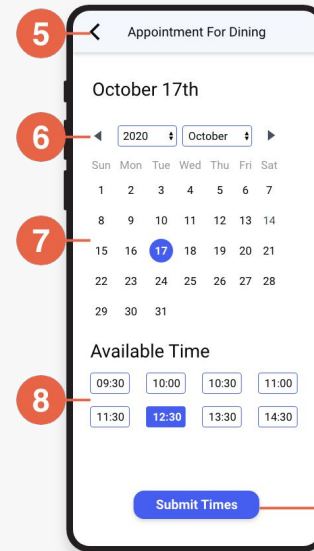 5
Appointment For Dining
October 17th
6
2020 October
Sun Mon Tue Wed Thu Fri Sat
1 2 3 4 5 6 7
8 9 10 11 12 13 14
7
15 16 17 18 19 20 21
22 23 24 25 26 27 28
29 30 31
Available Time
8
09:30 10:00 10:30 11:00
11:30 12:30 13:30 14:30
Submit Times